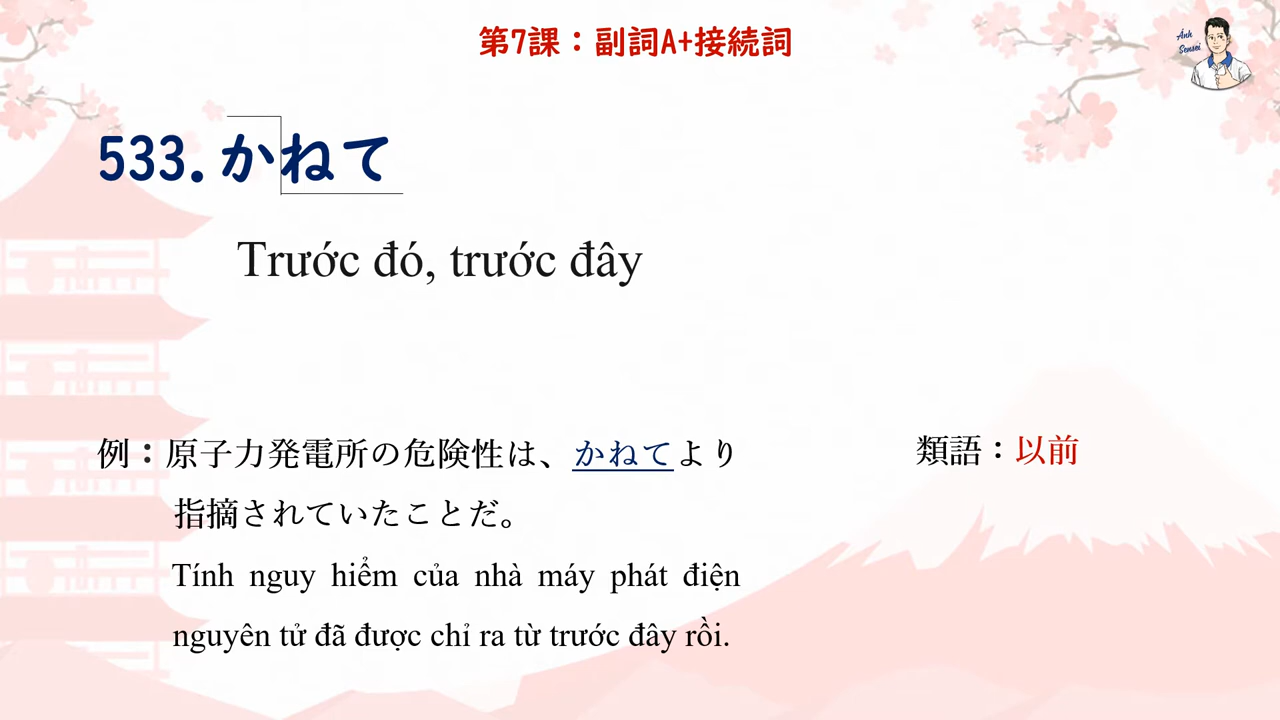 第7課：副詞A+接続詞
Ánh
Sensei
533.かねて
Trước đó, trước đây
例：原子力発電所の危険性は、かねてより
指摘されていたことだ。
Tính nguy hiểm của nhà máy phát điện
nguyên tử đã được chỉ ra từ trước đây rồi.
類語：以前